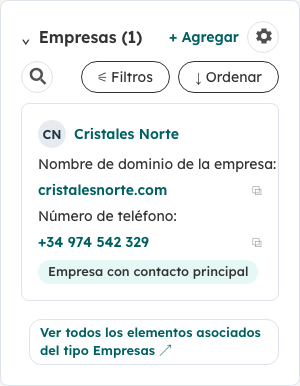 Empresas (1)
+ Agregar
Filtros
↓ Ordenar
CN
Cristales Norte
Nombre de dominio de la empresa:
cristalesnorte.com
Número de teléfono:
+34 974 542 329
Empresa con contacto principal
Ver todos los elementos asociados
del tipo Empresas ↗